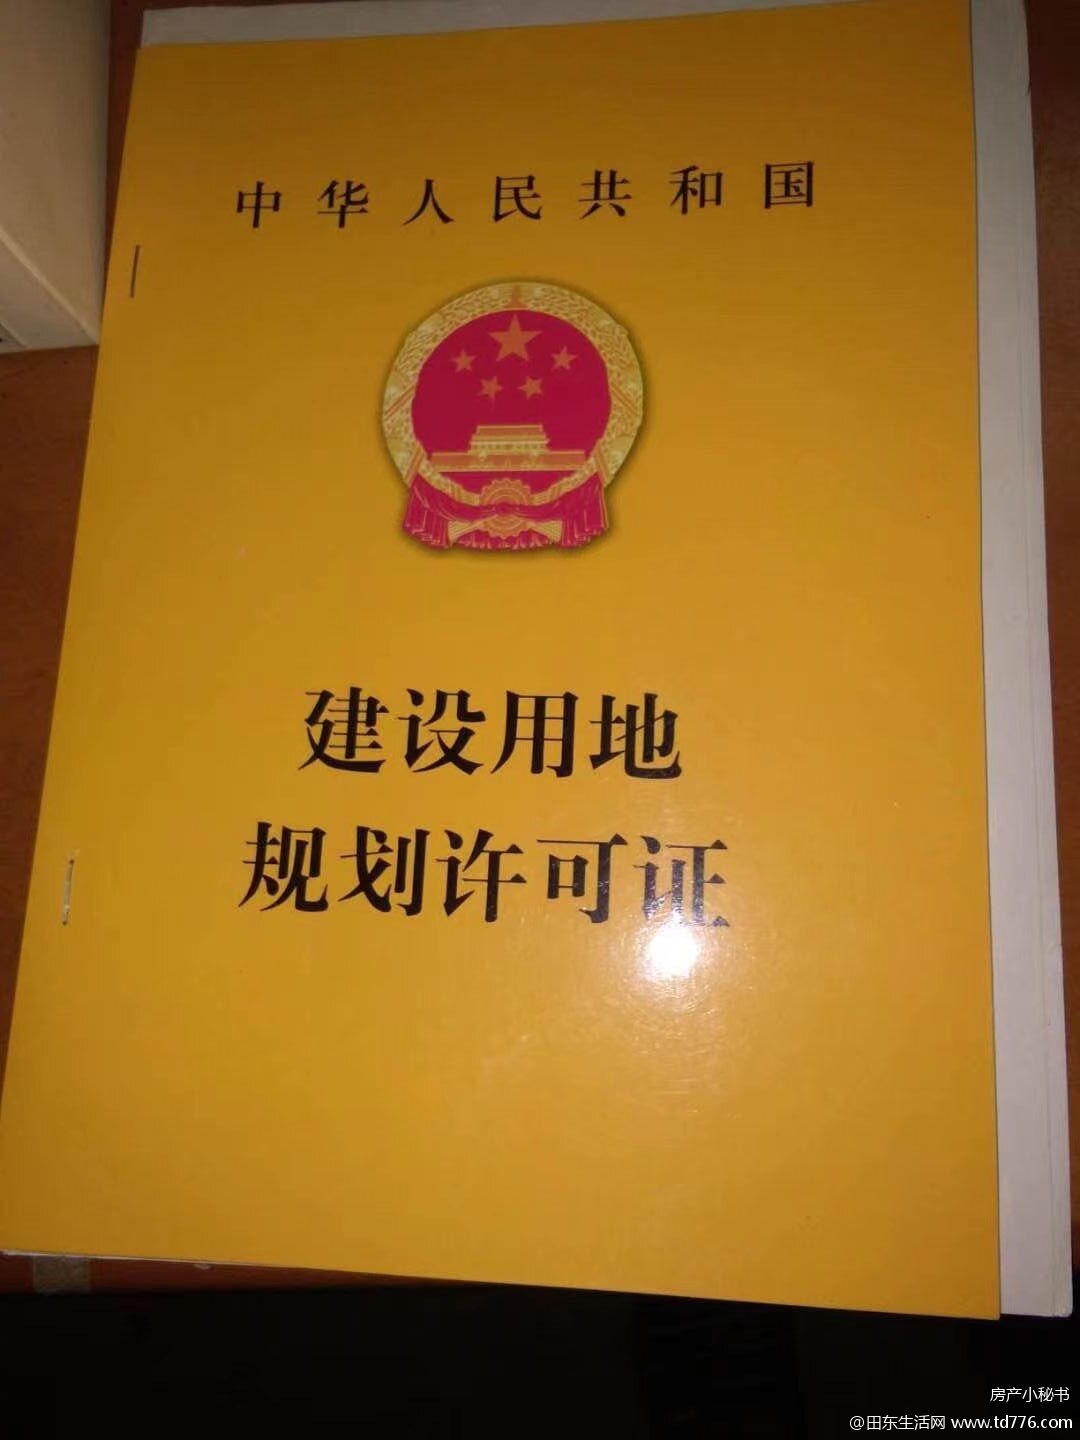 中华人民共和国
建设用地
规划许可证
房产小秘书
@田东生活网 www.td776.com